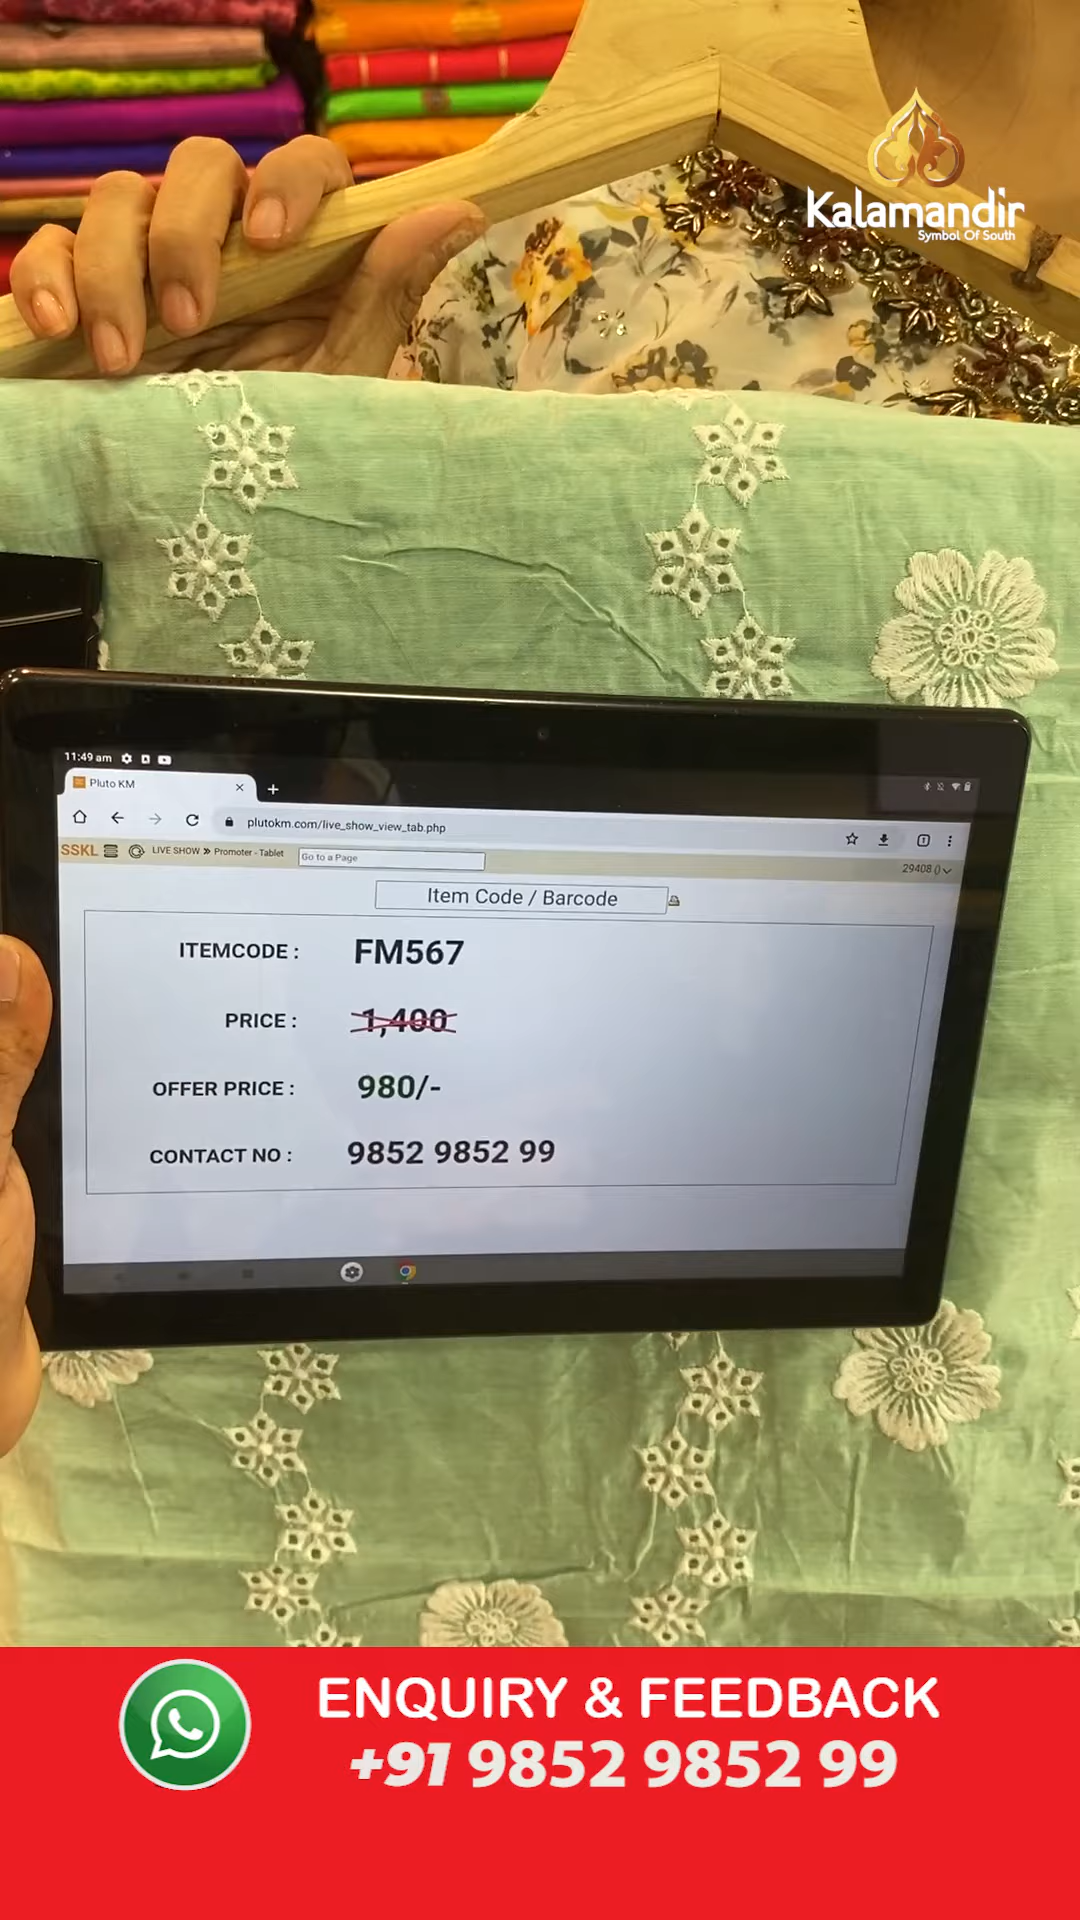 Kalamandir
Symbol Of South
11:49 am
Pluto KM
plutokm.com/live_show_view_tab.php
SSKL
LIVE SHOW » Promoter - Tablet
Go to a Page
29408 ()
Item Code / Barcode
ITEMCODE : FM567
PRICE : 1,400
OFFER PRICE : 980/-
CONTACT NO : 9852 9852 99
ENQUIRY & FEEDBACK
+91 9852 9852 99